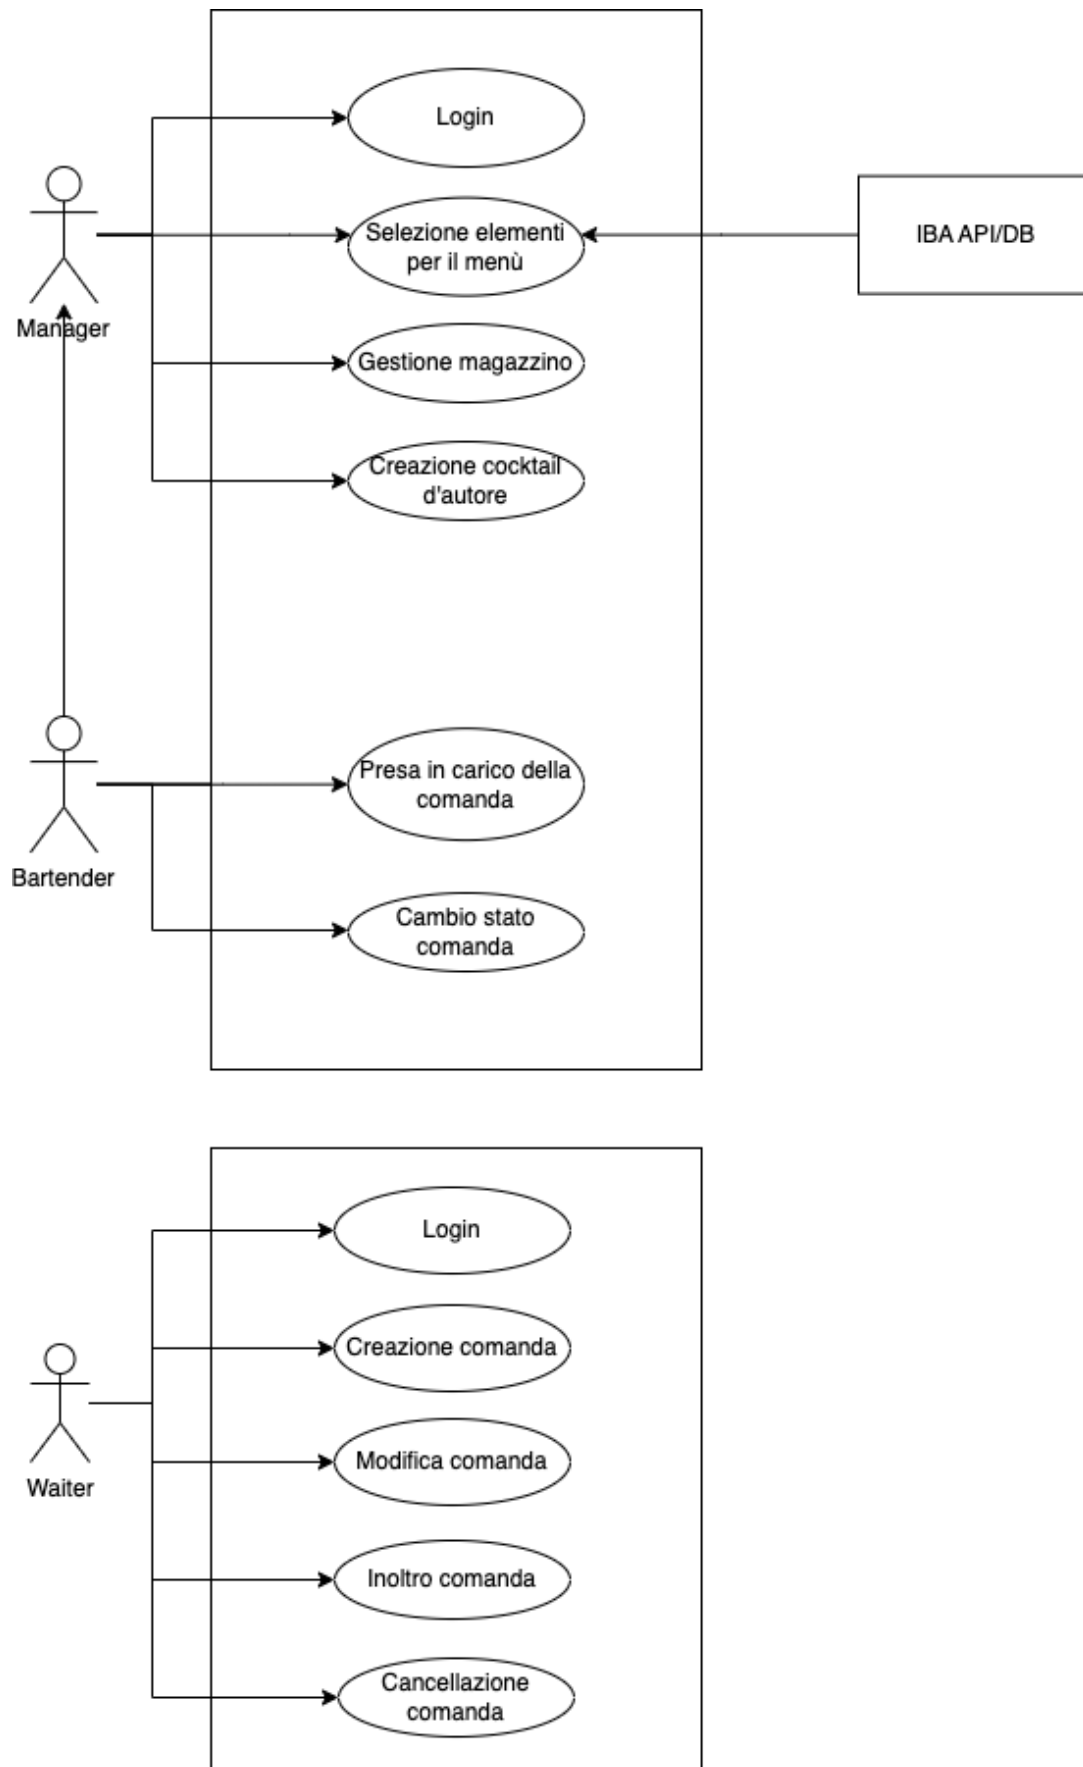 Login
Selezione elementi
per il menù
IBA API/DB
Manager
Gestione magazzino
Creazione cocktail
d'autore
Presa in carico della
comanda
Bartender
Cambio stato
comanda
Login
Creazione comanda
Modifica comanda
Waiter
Inoltro comanda
Cancellazione
comanda